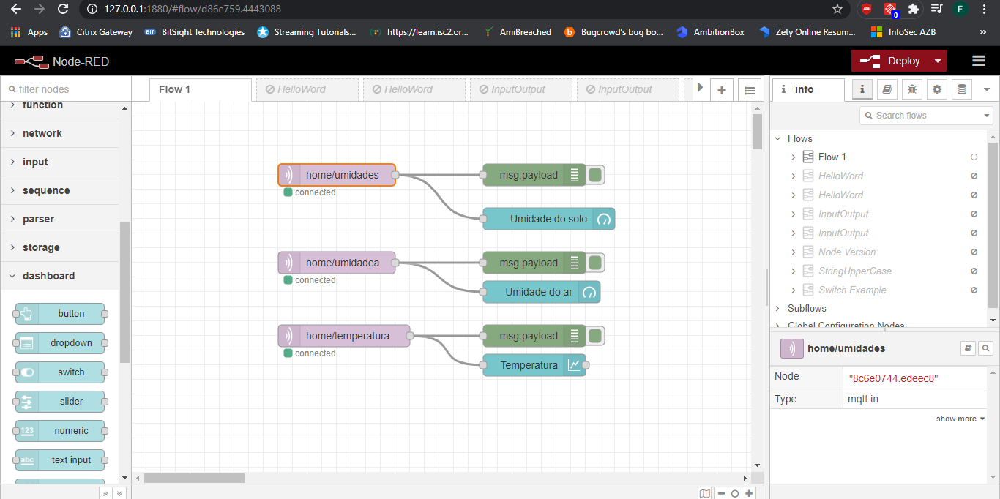 127.0.0.1:1880/#flow/d86e759.4443088
ABP
0
F
Apps
Citrix Gateway
BIT
BitSight Technologies
Streaming Tutorials...
https://learn.isc2.or...
AmiBreached
Bugcrowd's bug bo...
AmbitionBox
Zety Online Resum...
InfoSec AZB
»
Node-RED
Deploy
filter nodes
Flow 1
HelloWord
HelloWord
InputOutput
InputOutput
i
info
i
function
network
input
sequence
parser
storage
dashboard
button
dropdown
switch
slider
123
numeric
abc
text input
home/umidades
connected
msg.payload
Umidade do solo
home/umidadea
connected
msg.payload
Umidade do ar
home/temperatura
connected
msg.payload
Temperatura
Search flows
Flows
Flow 1
HelloWord
HelloWord
InputOutput
InputOutput
Node Version
StringUpperCase
Switch Example
Subflows
Global Configuration Nodes
home/umidades
Node
"8c6e0744.edeec8"
Type
mqtt in
show more